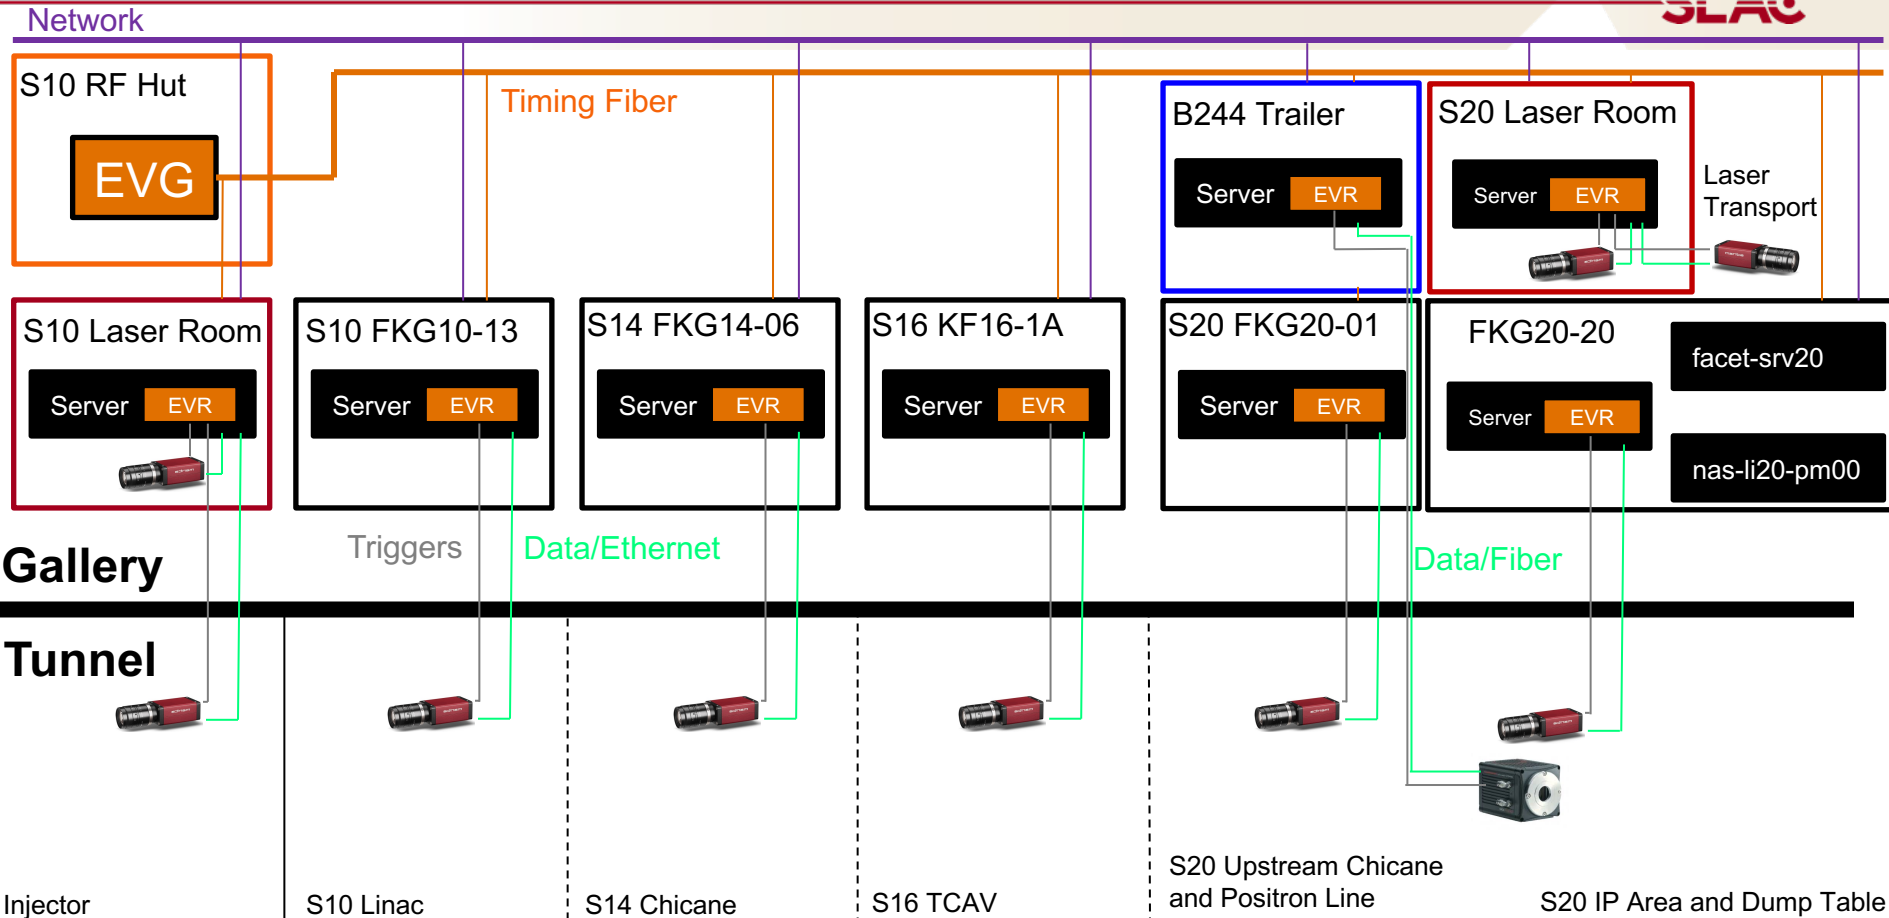 SLAC
Network
S10 RF Hut
EVG
Timing Fiber
B244 Trailer
Server EVR
S20 Laser Room
Server EVR
Laser
Transport
S10 Laser Room
Server EVR
S10 FKG10-13
Server EVR
S14 FKG14-06
Server EVR
S16 KF16-1A
Server EVR
S20 FKG20-01
Server EVR
FKG20-20
Server EVR
facet-srv20
nas-li20-pm00
Triggers
Data/Ethernet
Data/Fiber
Gallery
Tunnel
Injector
S10 Linac
S14 Chicane
S16 TCAV
S20 Upstream Chicane
and Positron Line
S20 IP Area and Dump Table